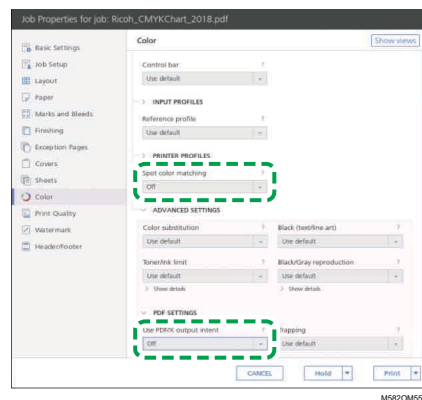 Job Properties for job: Ricoh_CMYKChart_2018.pdf
Basic Settings
Job Setup
Layout
Paper
Marks and Bleeds
Finishing
Exception Pages
Covers
Sheets
Color
Print Quality
Watermark
Header/Footer
Color
Show views
Control bar ?
Use default
> INPUT PROFILES
Reference profile ?
Use default
> PRINTER PROFILES
Spot color matching ?
Off
ADVANCED SETTINGS
Color substitution ? Black (text/line art) ?
Use default Use default
Toner/ink limit ? Black/Gray reproduction ?
Use default Use default
> Show details > Show details
PDF SETTINGS
Use PDF/X output intent ? Trapping ?
Off Use default
CANCEL Hold Print
M582OM55